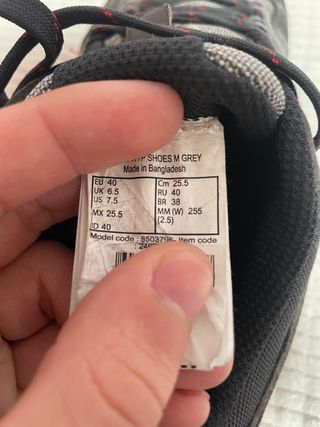 SHOES M GREY
Made in Bangladesh
EU 40 Cm 25.5
UK 6.5 RU 40
US 7.5 BR 38
MX 25.5 MM (W) 255
(2.5)
ID 40
Model code : 8503796- Item code